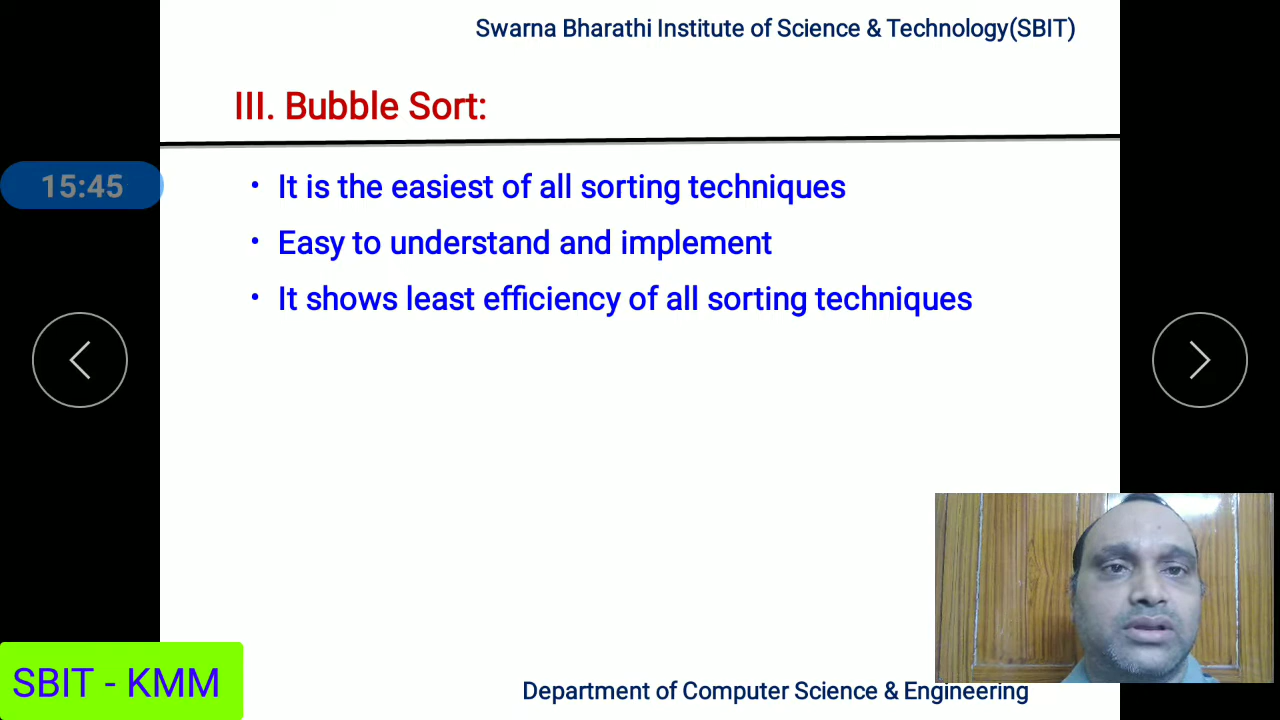 Swarna Bharathi Institute of Science & Technology(SBIT)
III. Bubble Sort:
15:45
• It is the easiest of all sorting techniques
• Easy to understand and implement
• It shows least efficiency of all sorting techniques
SBIT - KMM
Department of Computer Science & Engineering